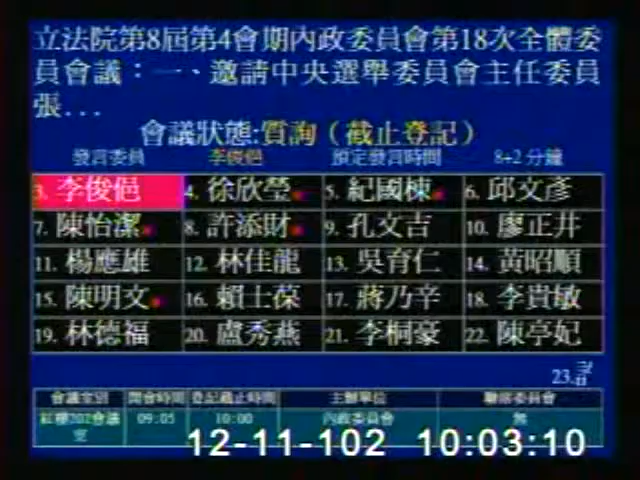 立法院第8屆第4會期內政委員會第18次全體委
員會議：一、邀請中央選舉委員會主任委員
張...
會議狀態:質詢（截止登記）
發言委員 李俊俋 預定發言時間 8+2 分鐘
3. 李俊俋 4. 徐欣瑩 5. 紀國棟 6. 邱文彥
7. 陳怡潔 8. 許添財 9. 孔文吉 10. 廖正井
11. 楊應雄 12. 林佳龍 13. 吳育仁 14. 黃昭順
15. 陳明文 16. 賴士葆 17. 蔣乃辛 18. 李貴敏
19. 林德福 20. 盧秀燕 21. 李桐豪 22. 陳亭妃
23.
會議室別 開會時間 登記截止時間 主辦單位 聯席委員會
紅樓202會議 09:05 10:00 內政委員會 無
室
12-11-102 10:03:10